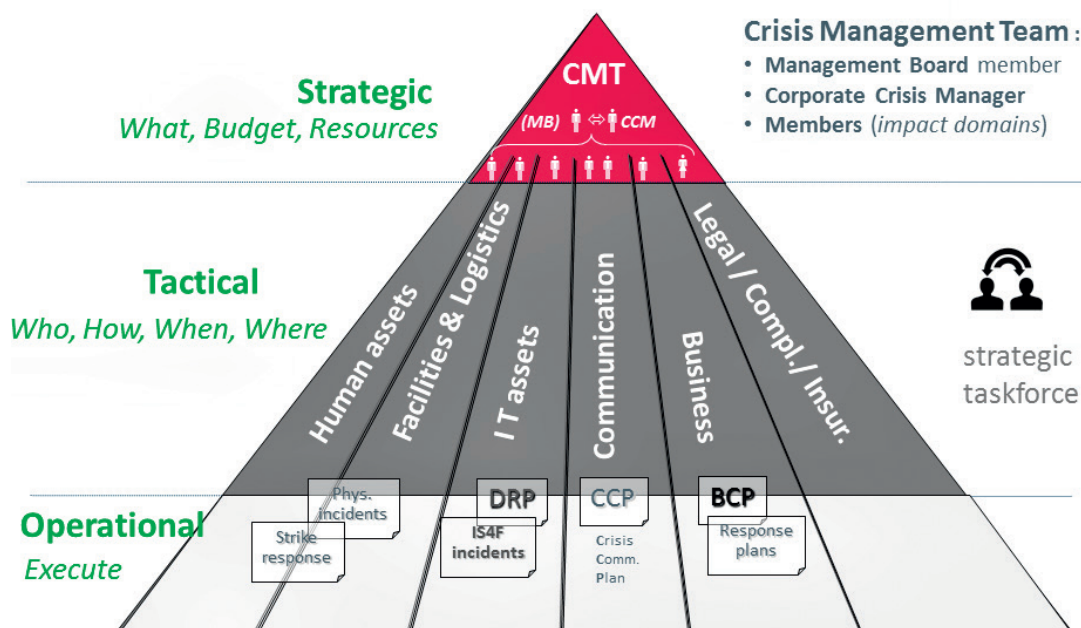 CMT
(MB) ⇔ CCM
Crisis Management Team :
• Management Board member
• Corporate Crisis Manager
• Members (impact domains)
Strategic
What, Budget, Resources
Tactical
Who, How, When, Where
Human assets
Facilities & Logistics
I T assets
Communication
Business
Legal / Compl./ Insur.
strategic
taskforce
Operational
Execute
Phys.
incidents
Strike
response
DRP
IS4F
incidents
CCP
Crisis
Comm.
Plan
BCP
Response
plans